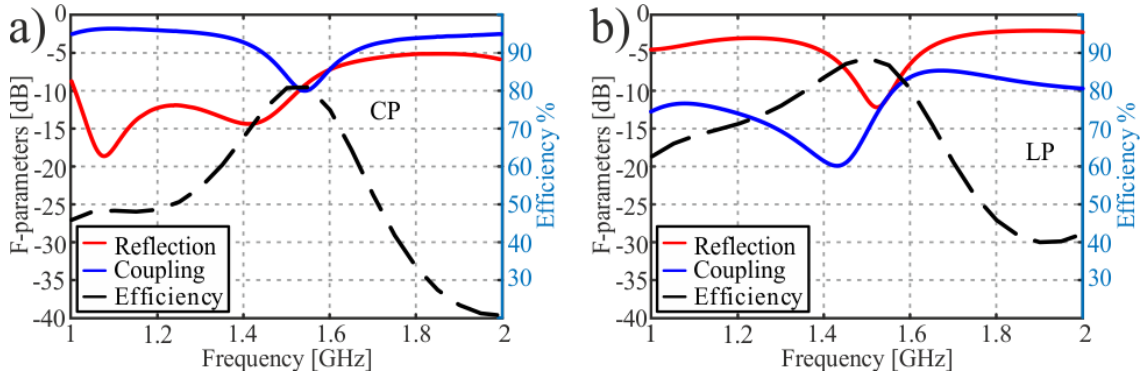 a)
0
-5
-10
-15
-20
-25
-30
-35
-40
F-parameters [dB]
90
80
70
60
50
40
30
Efficiency %
CP
Reflection
Coupling
Efficiency
1 1.2 1.4 1.6 1.8 2
Frequency [GHz]
b)
0
-5
-10
-15
-20
-25
-30
-35
-40
F-parameters [dB]
90
80
70
60
50
40
30
Efficiency %
LP
Reflection
Coupling
Efficiency
1 1.2 1.4 1.6 1.8 2
Frequency [GHz]